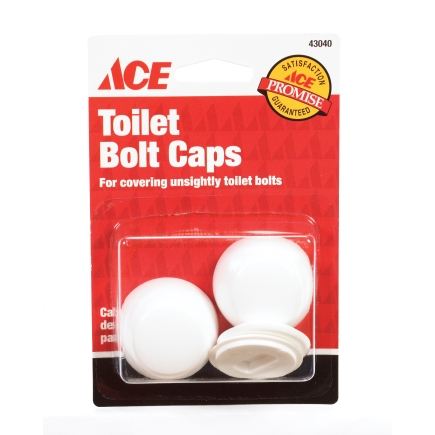 43040
ACE
SATISFACTION
ACE
PROMISE
GUARANTEED
Toilet
Bolt Caps
For covering unsightly toilet bolts